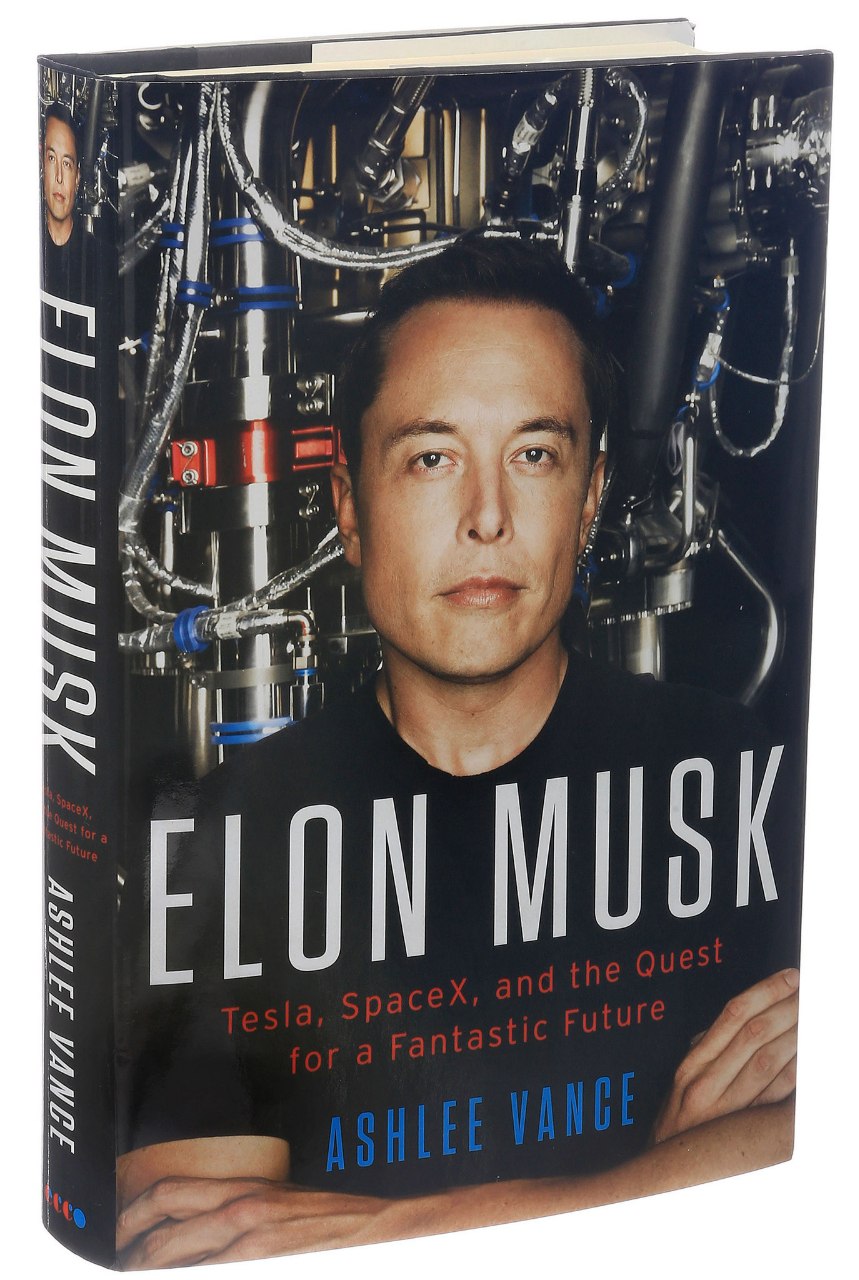 ELON MUSK
Tesla, SpaceX, and the Quest
for a Fantastic Future
ASHLEE VANCE
ELON MUSK
SpaceX,
Quest for a
Future
ASHLEE VANCE
ecco